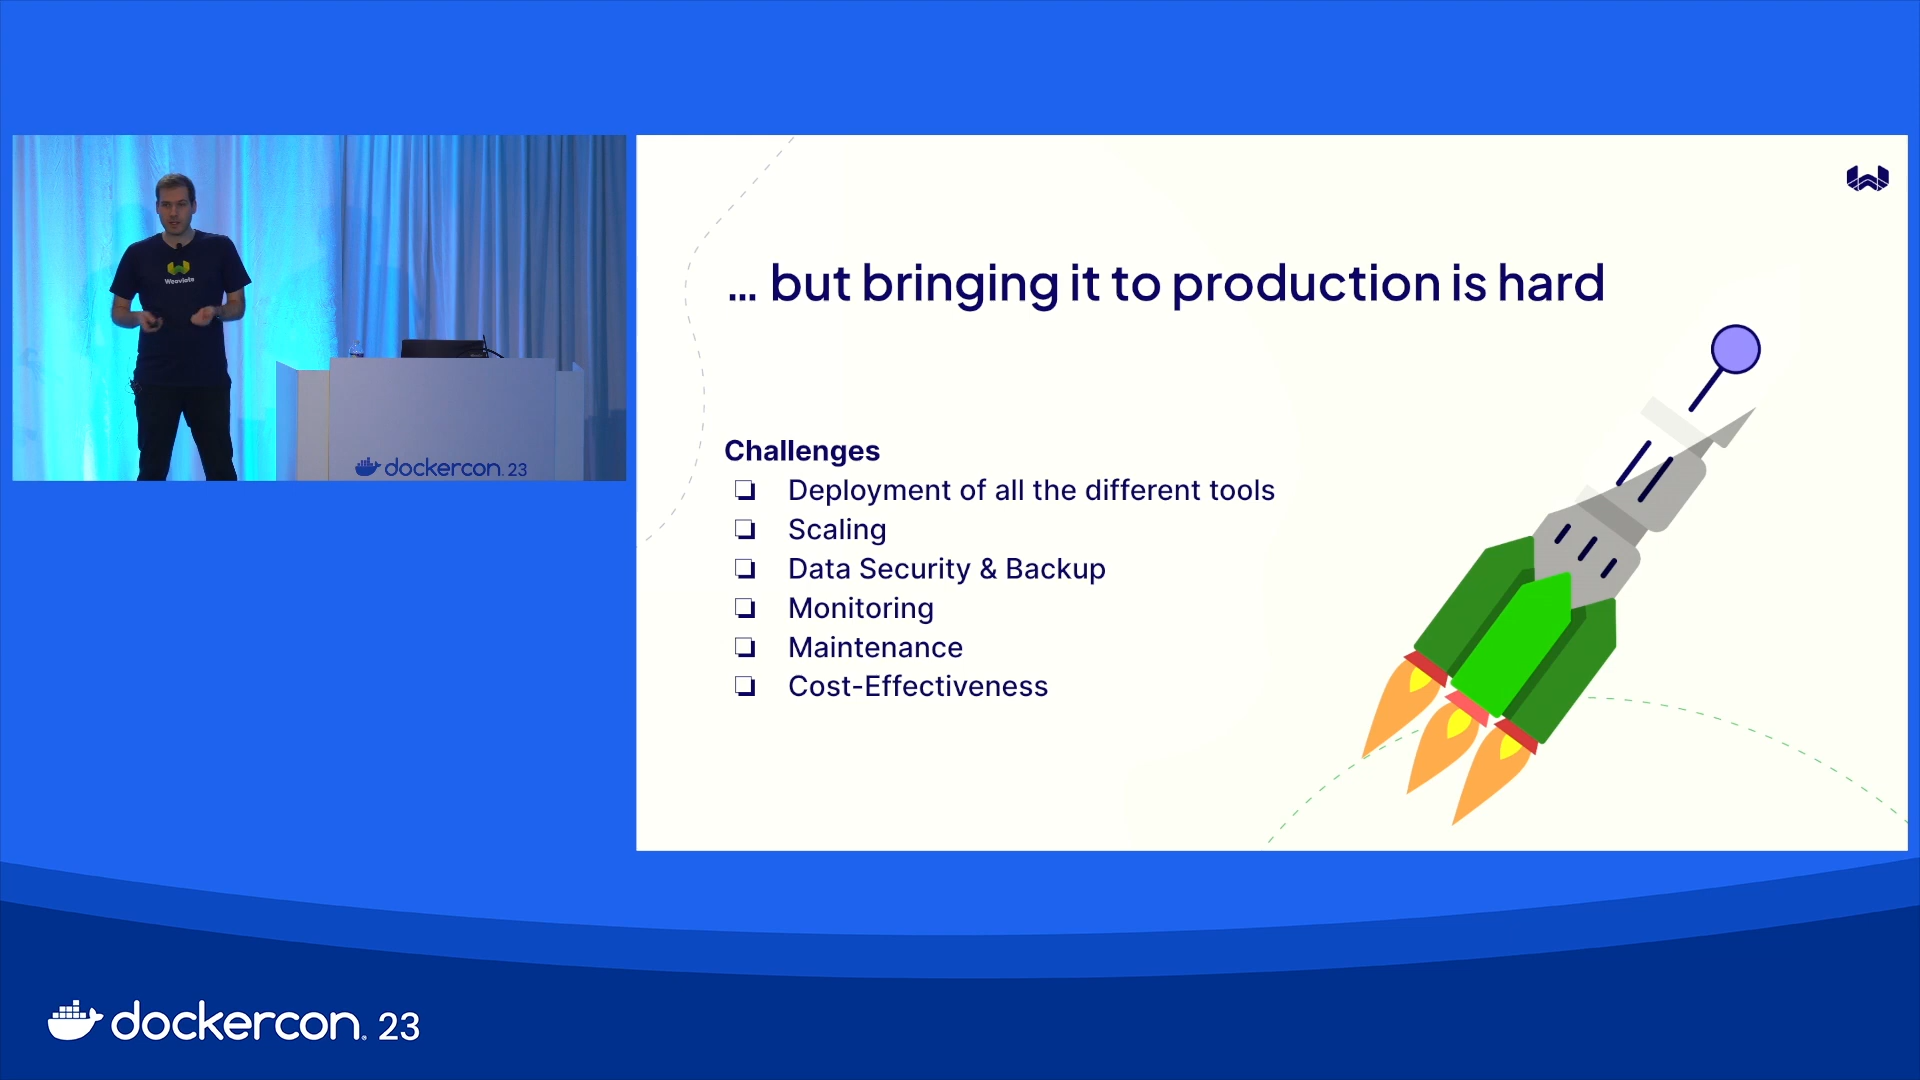 Weaviate
dockercon. 23
... but bringing it to production is hard
Challenges
❏ Deployment of all the different tools
❏ Scaling
❏ Data Security & Backup
❏ Monitoring
❏ Maintenance
❏ Cost-Effectiveness
dockercon. 23